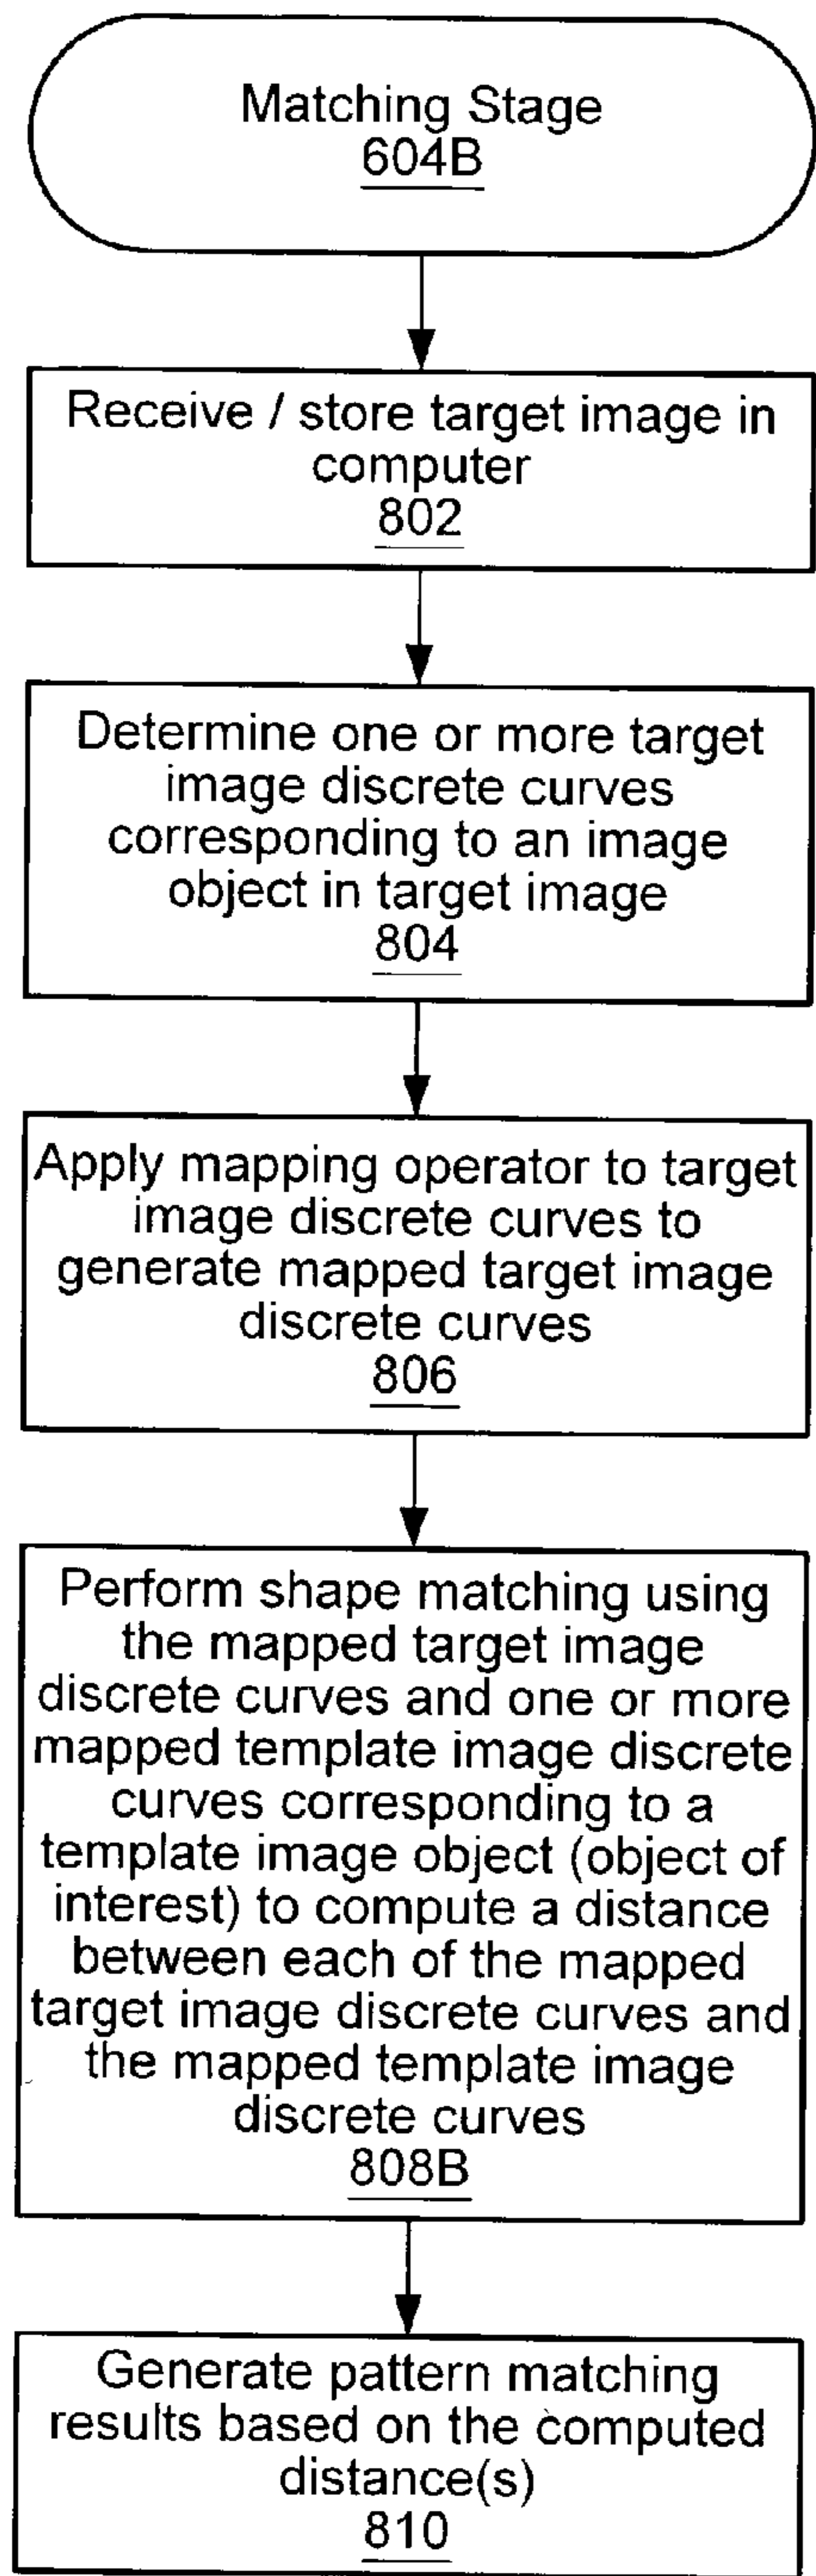 Matching Stage
604B
Receive / store target image in
computer
802
Determine one or more target
image discrete curves
corresponding to an image
object in target image
804
Apply mapping operator to target
image discrete curves to
generate mapped target image
discrete curves
806
Perform shape matching using
the mapped target image
discrete curves and one or more
mapped template image discrete
curves corresponding to a
template image object (object of
interest) to compute a distance
between each of the mapped
target image discrete curves and
the mapped template image
discrete curves
808B
Generate pattern matching
results based on the computed
distance(s)
810